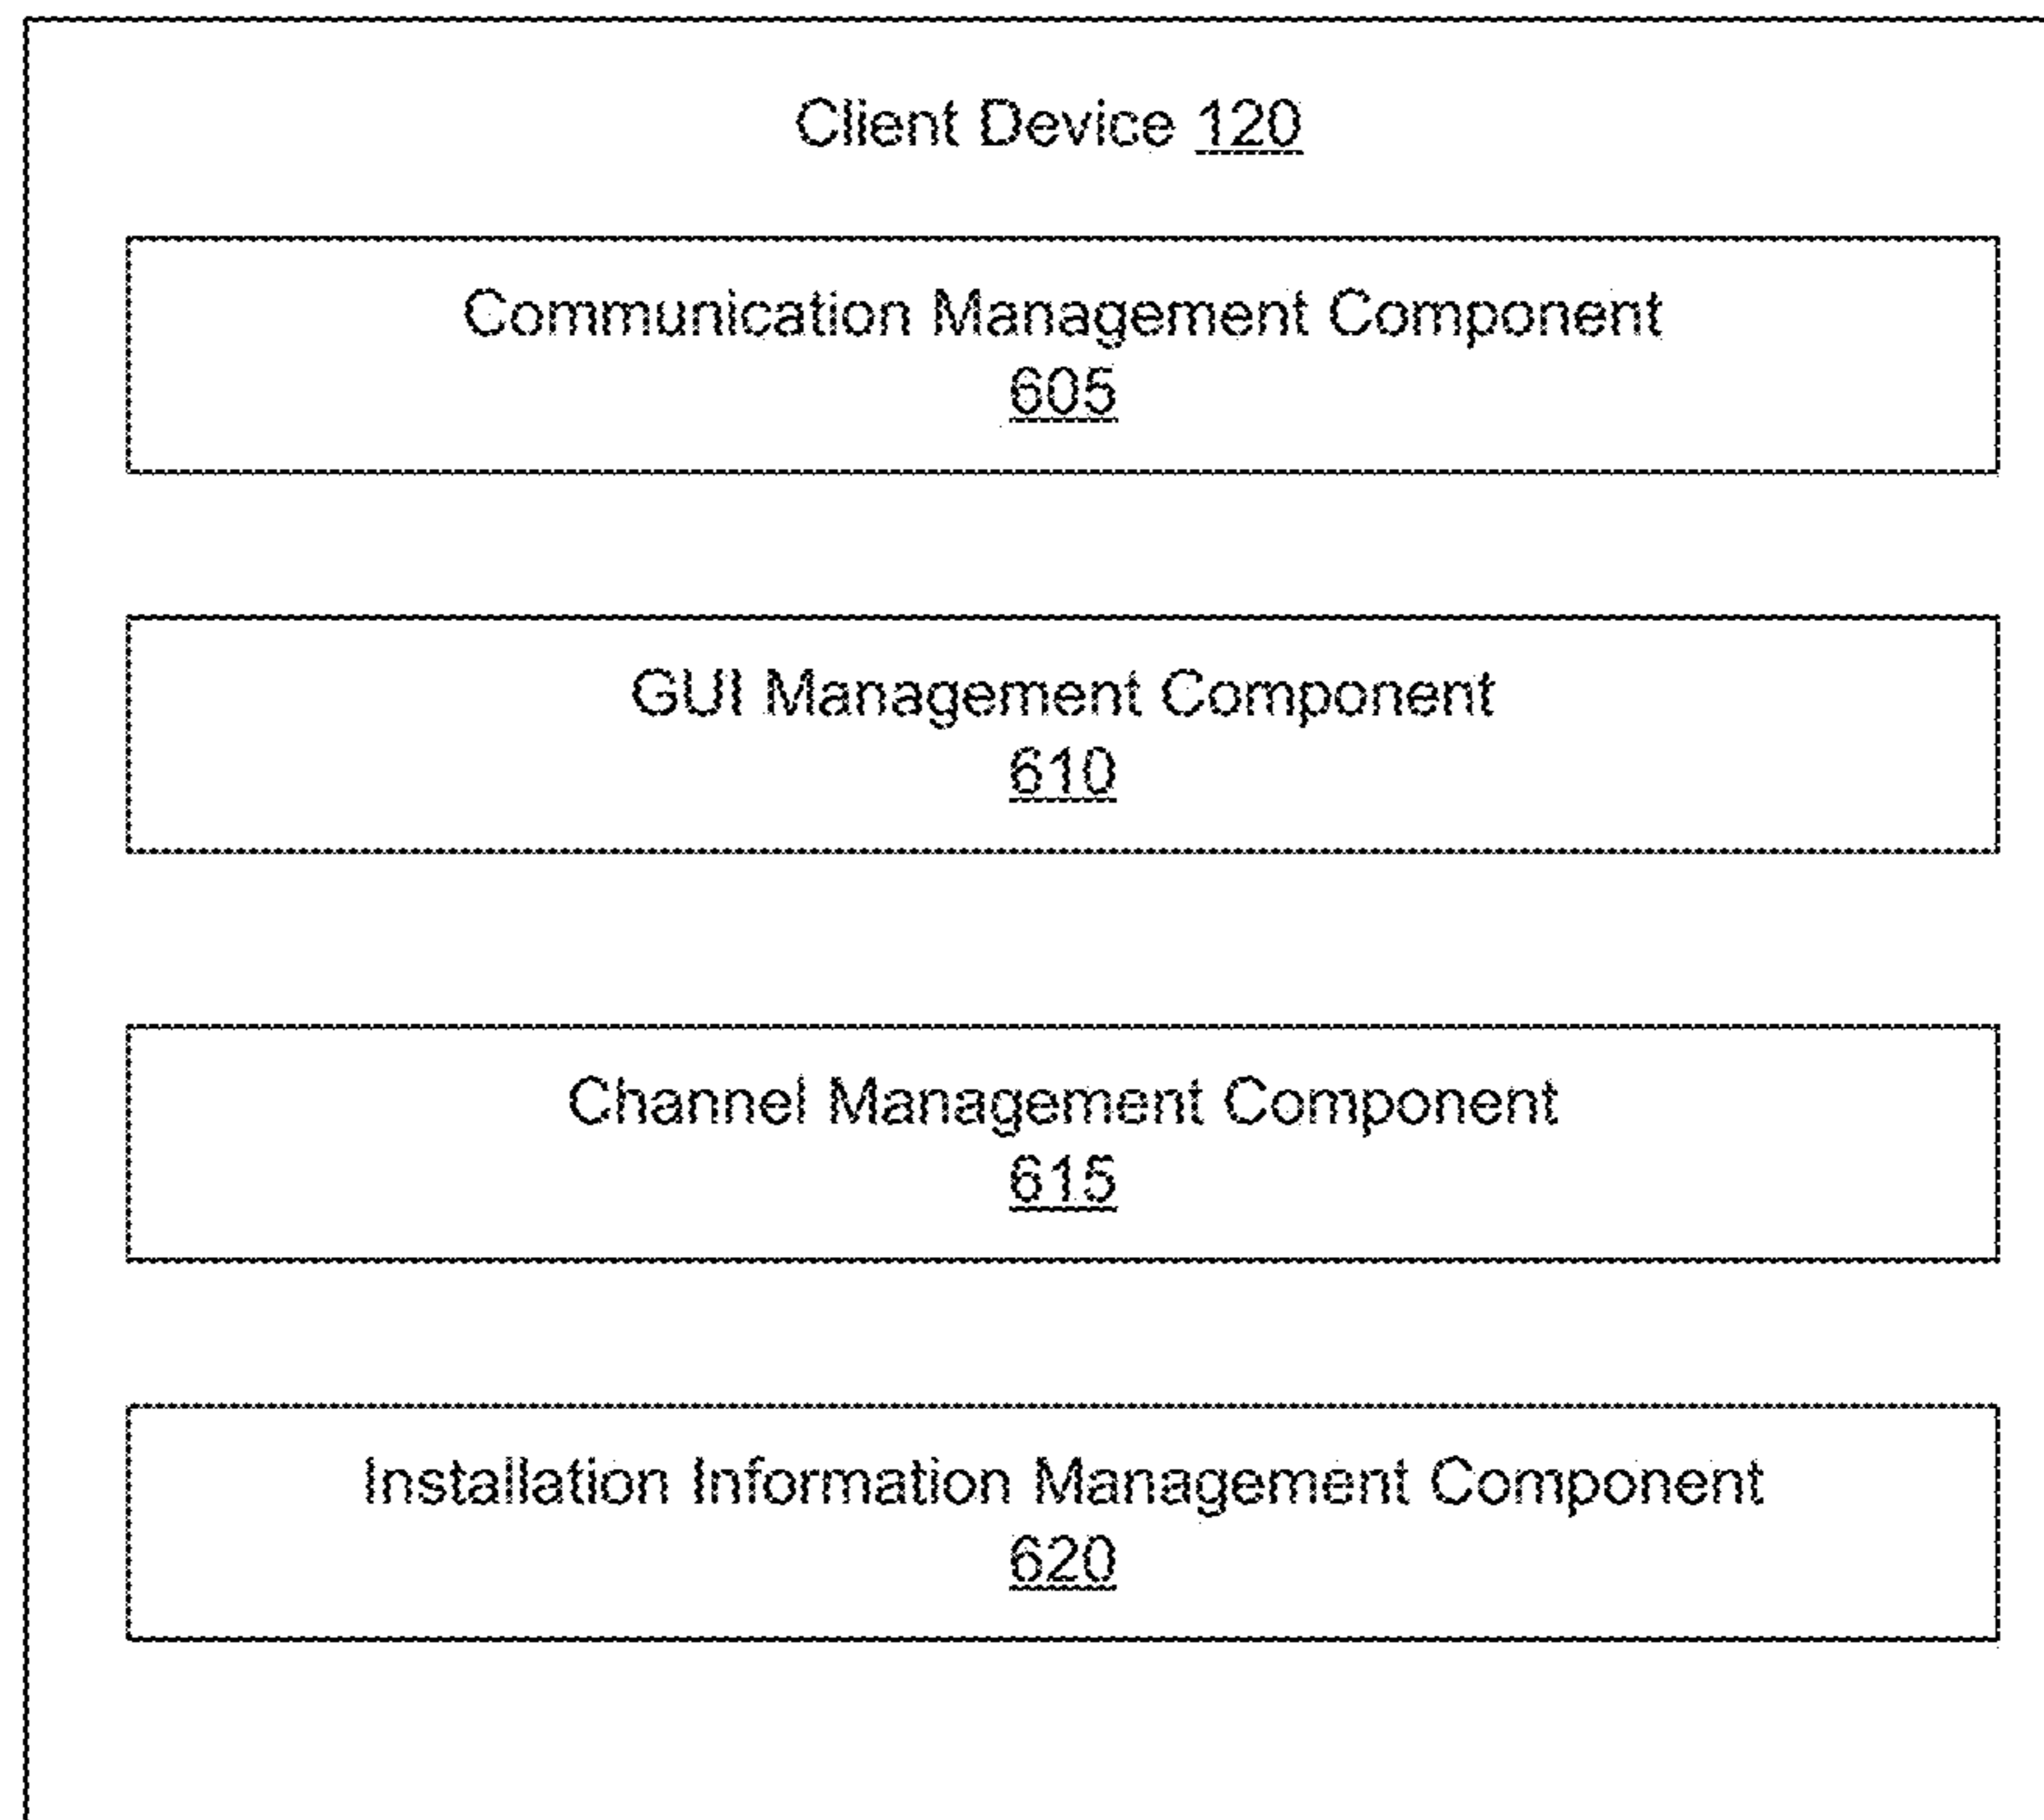 Client Device 120
Communication Management Component
605
GUI Management Component
610
Channel Management Component
615
Installation Information Management Component
620